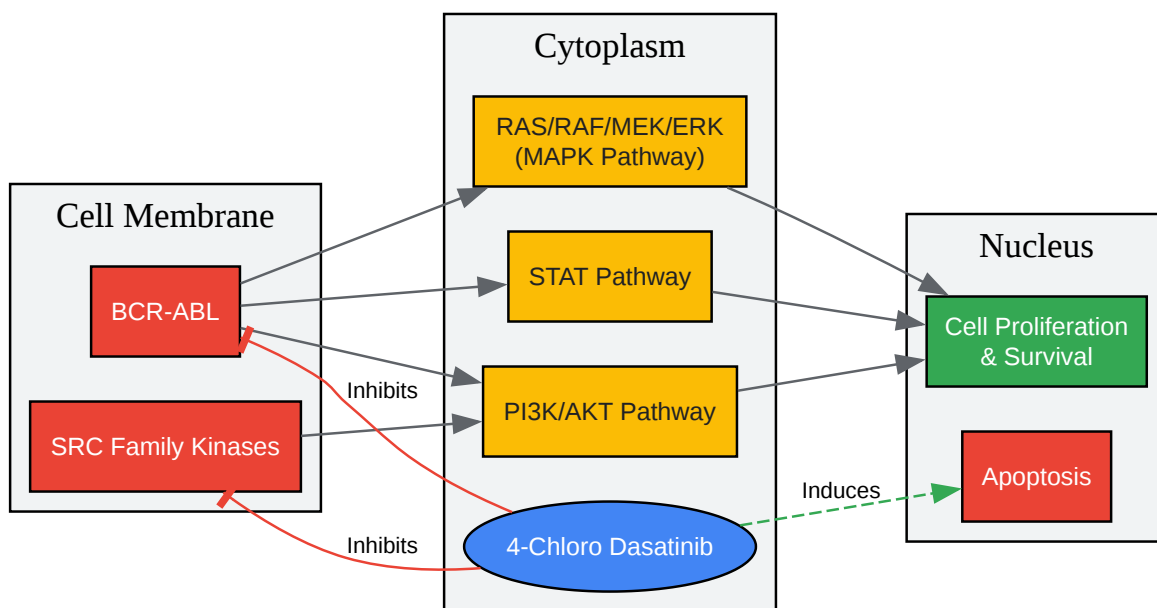 Cell Membrane
BCR-ABL
SRC Family Kinases
Inhibits
Inhibits
Cytoplasm
RAS/RAF/MEK/ERK
(MAPK Pathway)
STAT Pathway
PI3K/AKT Pathway
4-Chloro Dasatinib
Induces
Nucleus
Cell Proliferation
& Survival
Apoptosis